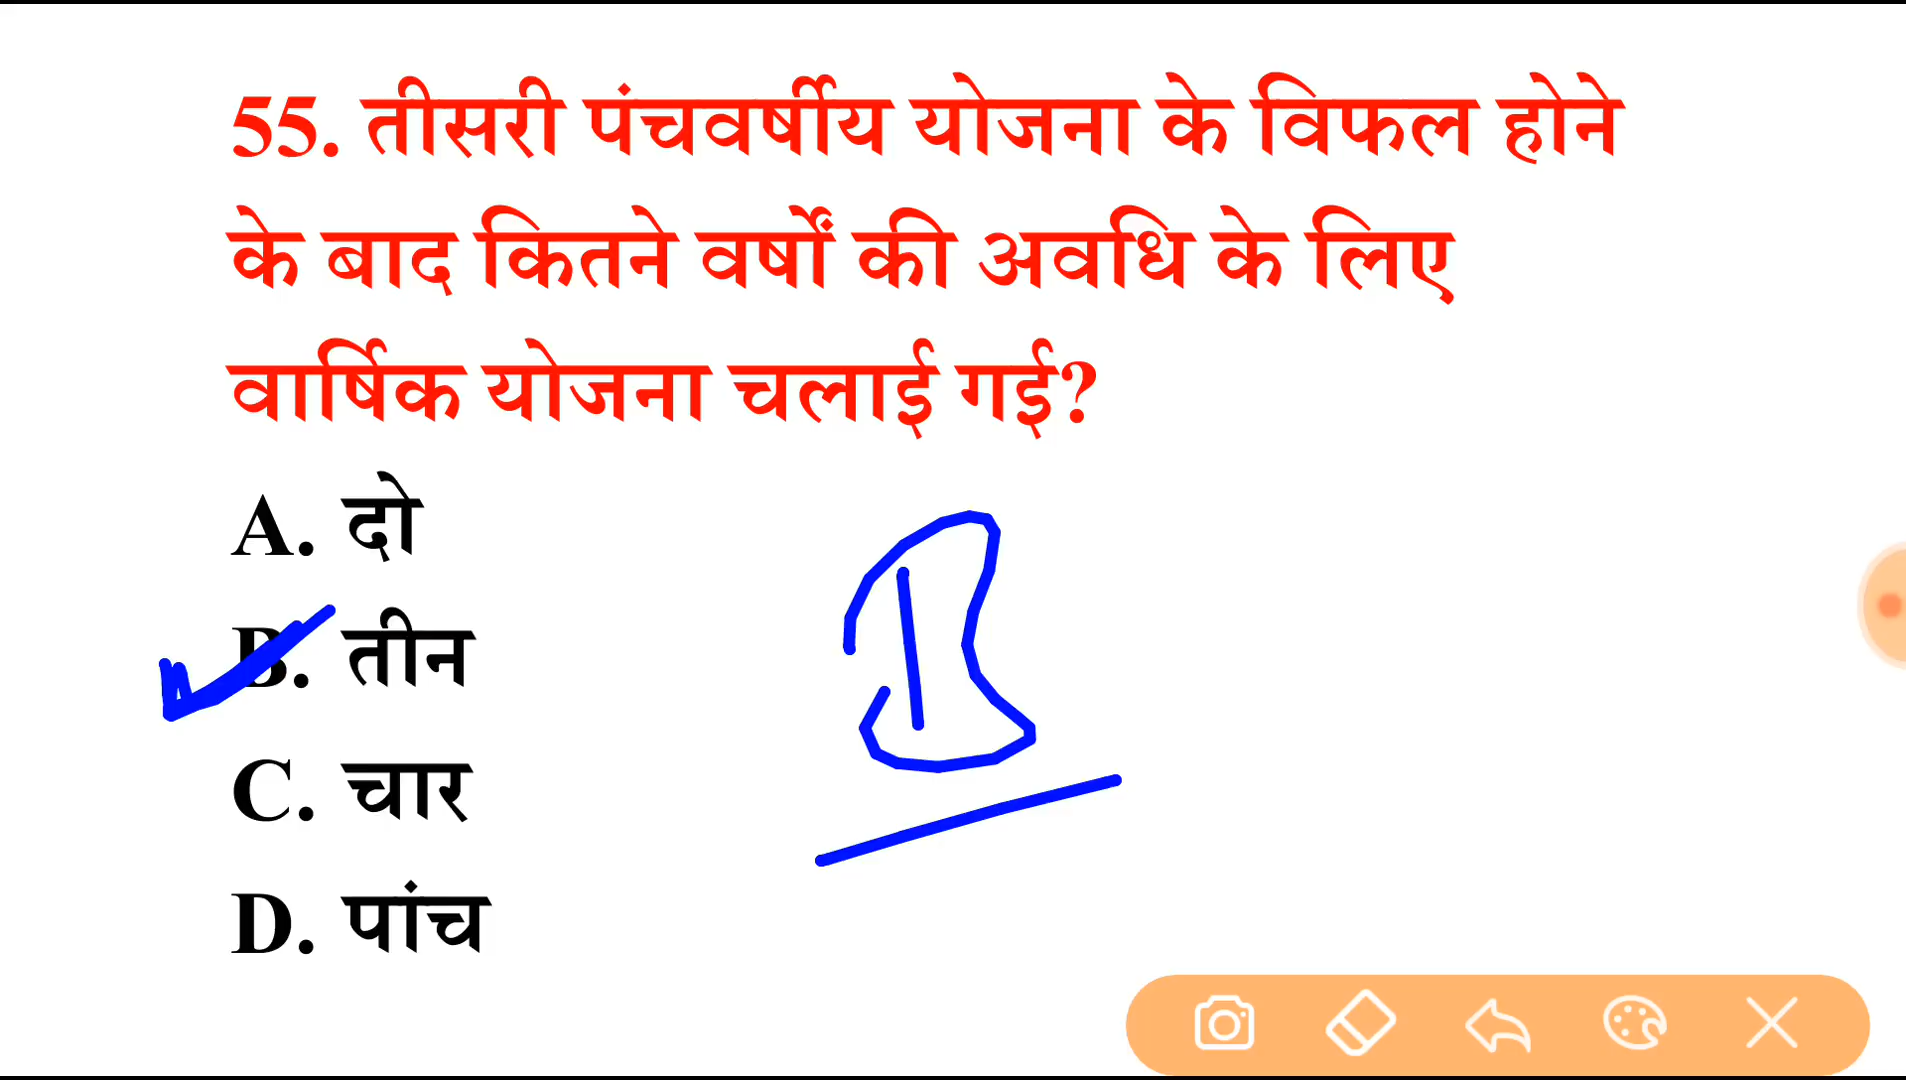 55. तीसरी पंचवर्षीय योजना के विफल होने
के बाद कितने वर्षों की अवधि के लिए
वार्षिक योजना चलाई गई?
A. दो
B. तीन
C. चार
D. पांच
B